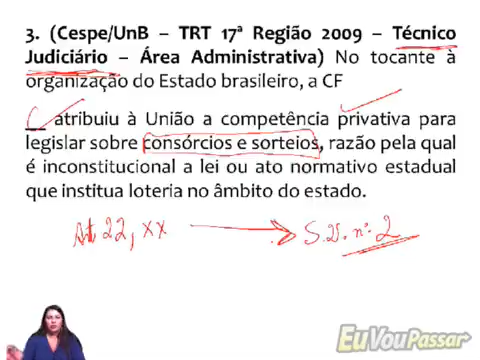 3. (Cespe/UnB – TRT 17ª Região 2009 – Técnico
Judiciário – Área Administrativa) No tocante à
organização do Estado brasileiro, a CF
__ atribuiu à União a competência privativa para
legislar sobre consórcios e sorteios, razão pela qual
é inconstitucional a lei ou ato normativo estadual
que institua loteria no âmbito do estado.
Art. 22, XX S.V. nº 2
EuVouPassar